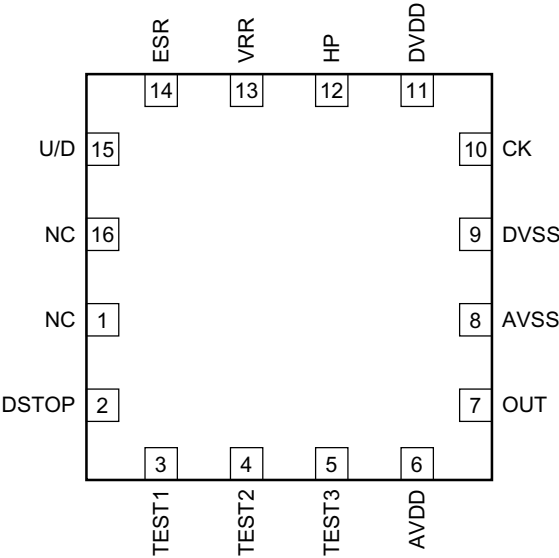 ESR VRR HP DVDD
14 13 12 11
U/D 15 10 CK
NC 16 9 DVSS
NC 1 8 AVSS
DSTOP 2 7 OUT
3 4 5 6
TEST1 TEST2 TEST3 AVDD